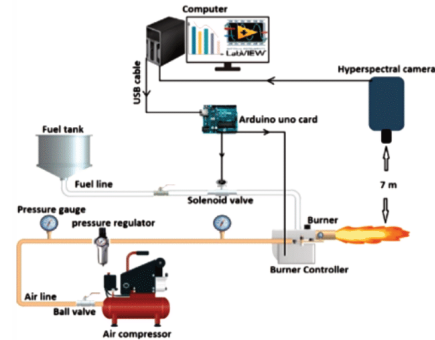 Computer
LabVIEW
Hyperspectral camera
USB cable
Arduino uno card
Fuel tank
7 m
Fuel line
Solenoid valve
Pressure gauge
Burner
pressure regulator
Burner Controller
Air line
Ball valve
Air compressor